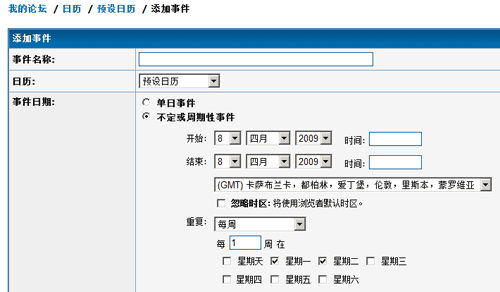 我的论坛 / 日历 / 预设日历 / 添加事件
添加事件
事件名称:
日历: 预设日历
事件日期: 单日事件
不定或周期性事件
开始: 8 四月 2009 时间:
结束: 8 四月 2009 时间:
(GMT) 卡萨布兰卡，都柏林，爱丁堡，伦敦，里斯本，蒙罗维亚
忽略时区: 将使用浏览者默认时区。
重复: 每周
每 1 周 在
星期天 星期一 星期二 星期三
星期四 星期五 星期六